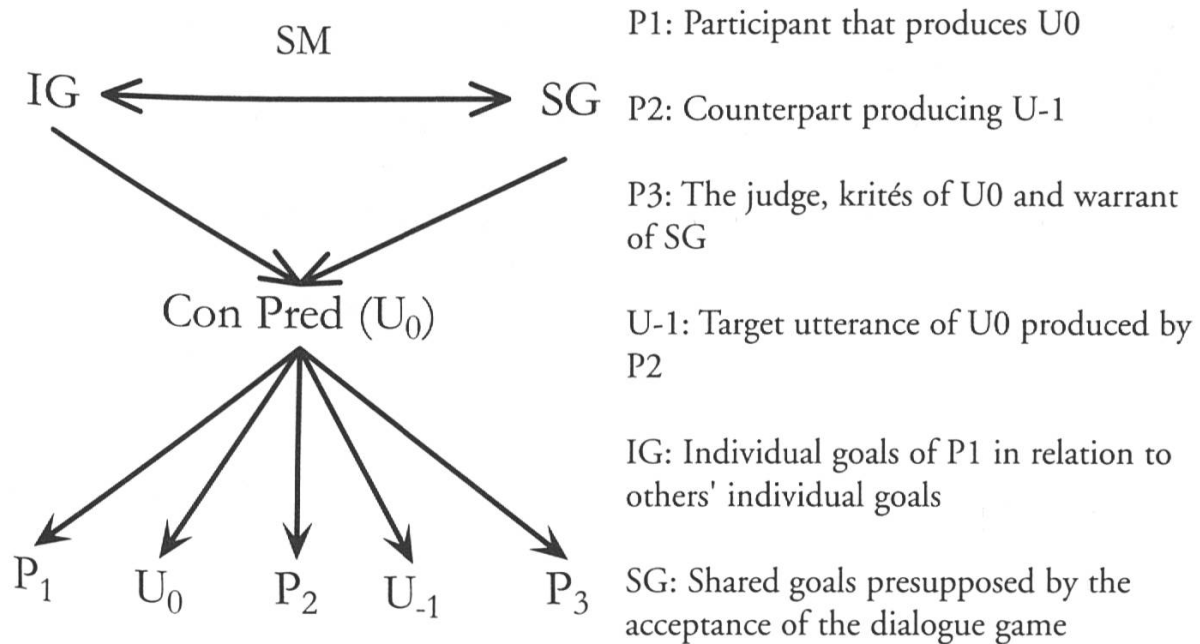 SM
IG
SG
Con Pred (U₀)
P₁
U₀
P₂
U₋₁
P₃
P1: Participant that produces U0
P2: Counterpart producing U-1
P3: The judge, krités of U0 and warrant
of SG
U-1: Target utterance of U0 produced by
P2
IG: Individual goals of P1 in relation to
others' individual goals
SG: Shared goals presupposed by the
acceptance of the dialogue game